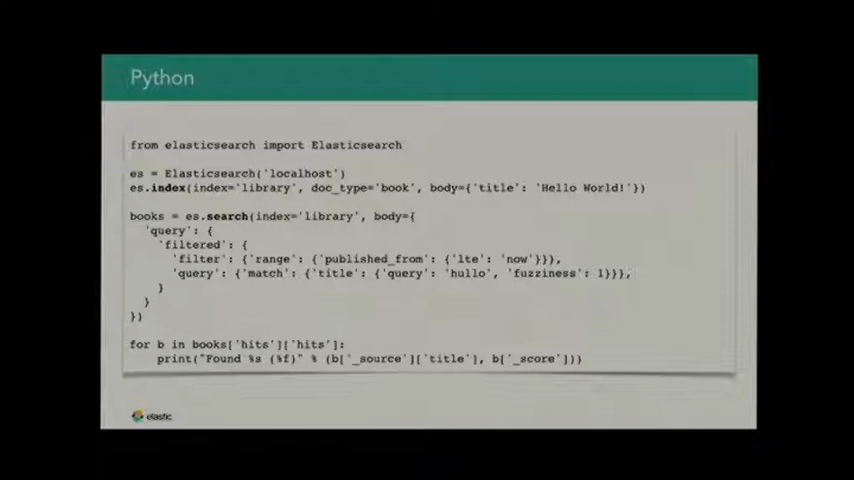 Python
from elasticsearch import Elasticsearch
es = Elasticsearch('localhost')
es.index(index='library', doc_type='book', body={'title': 'Hello World!'})
books = es.search(index='library', body={
'query': {
'filtered': {
'filter': {'range': {'published_from': {'lte': 'now'}}},
'query': {'match': {'title': {'query': 'hullo', 'fuzziness': 1}}},
}
}
})
for b in books['hits']['hits']:
print("Found %s (%f)" % (b['_source']['title'], b['_score']))
elastic